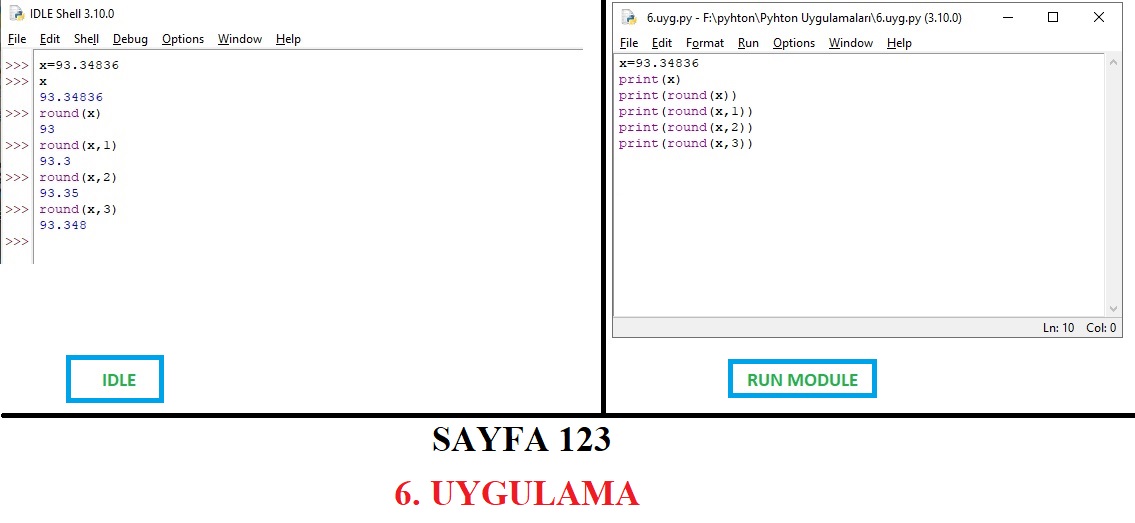 IDLE Shell 3.10.0
File Edit Shell Debug Options Window Help
>>> x=93.34836
>>> x
93.34836
>>> round(x)
93
>>> round(x,1)
93.3
>>> round(x,2)
93.35
>>> round(x,3)
93.348
>>>
IDLE
6.uyg.py - F:\pyhton\Pyhton Uygulamaları\6.uyg.py (3.10.0)
File Edit Format Run Options Window Help
x=93.34836
print(x)
print(round(x))
print(round(x,1))
print(round(x,2))
print(round(x,3))
Ln: 10 Col: 0
RUN MODULE
SAYFA 123
6. UYGULAMA